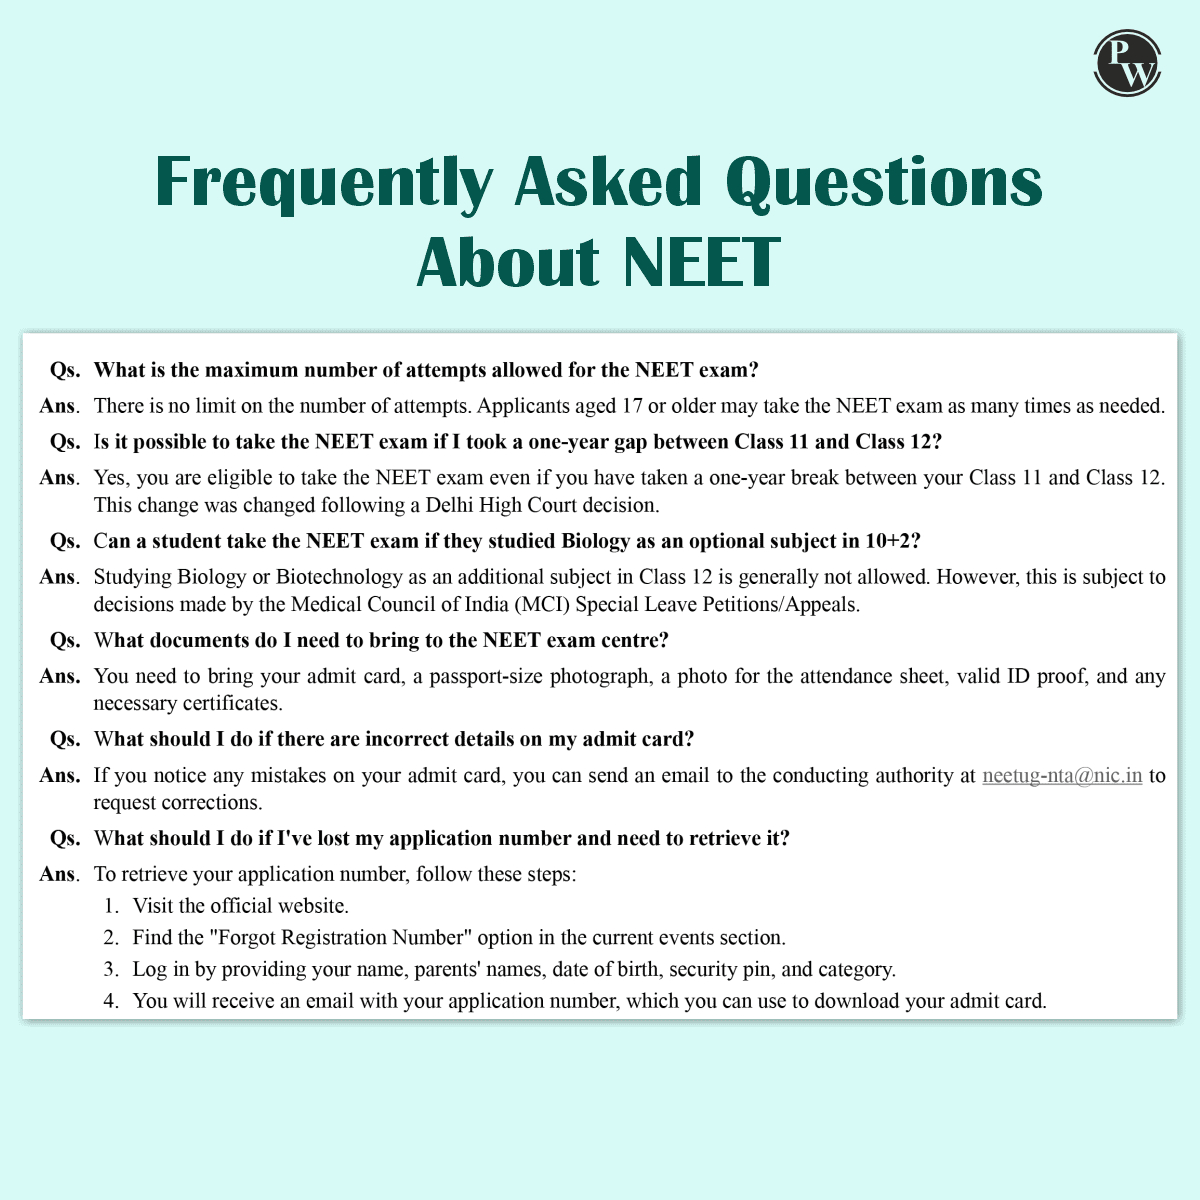 PW
Frequently Asked Questions
About NEET
Qs. What is the maximum number of attempts allowed for the NEET exam?
Ans. There is no limit on the number of attempts. Applicants aged 17 or older may take the NEET exam as many times as needed.
Qs. Is it possible to take the NEET exam if I took a one-year gap between Class 11 and Class 12?
Ans. Yes, you are eligible to take the NEET exam even if you have taken a one-year break between your Class 11 and Class 12.
This change was changed following a Delhi High Court decision.
Qs. Can a student take the NEET exam if they studied Biology as an optional subject in 10+2?
Ans. Studying Biology or Biotechnology as an additional subject in Class 12 is generally not allowed. However, this is subject to
decisions made by the Medical Council of India (MCI) Special Leave Petitions/Appeals.
Qs. What documents do I need to bring to the NEET exam centre?
Ans. You need to bring your admit card, a passport-size photograph, a photo for the attendance sheet, valid ID proof, and any
necessary certificates.
Qs. What should I do if there are incorrect details on my admit card?
Ans. If you notice any mistakes on your admit card, you can send an email to the conducting authority at neetug-nta@nic.in to
request corrections.
Qs. What should I do if I've lost my application number and need to retrieve it?
Ans. To retrieve your application number, follow these steps:
1. Visit the official website.
2. Find the "Forgot Registration Number" option in the current events section.
3. Log in by providing your name, parents' names, date of birth, security pin, and category.
4. You will receive an email with your application number, which you can use to download your admit card.